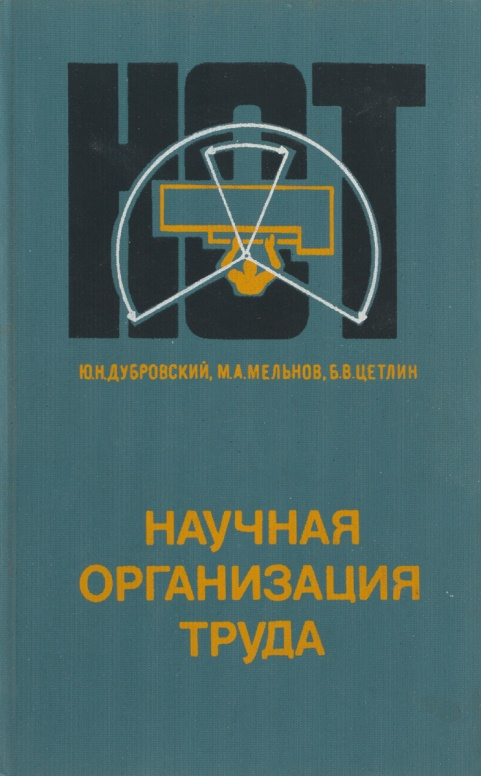 НОТ
Ю.Н.ДУБРОВСКИЙ, М.А.МЕЛЬНОВ, Б.В.ЦЕТЛИН
НАУЧНАЯ
ОРГАНИЗАЦИЯ
ТРУДА